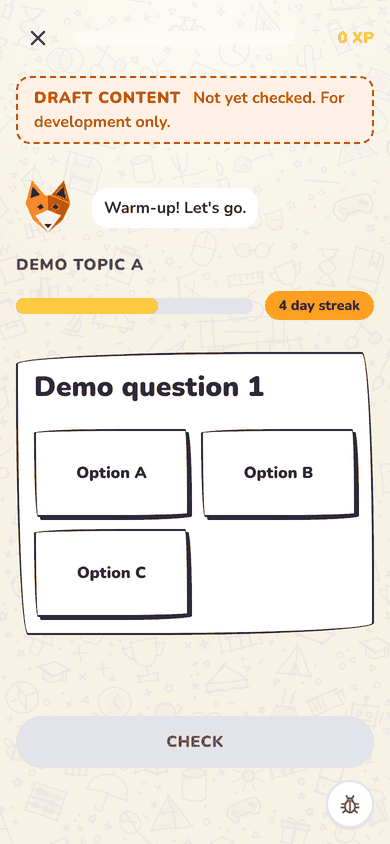 0 XP
DRAFT CONTENT Not yet checked. For
development only.
Warm-up! Let's go.
DEMO TOPIC A
4 day streak
Demo question 1
Option A
Option B
Option C
CHECK